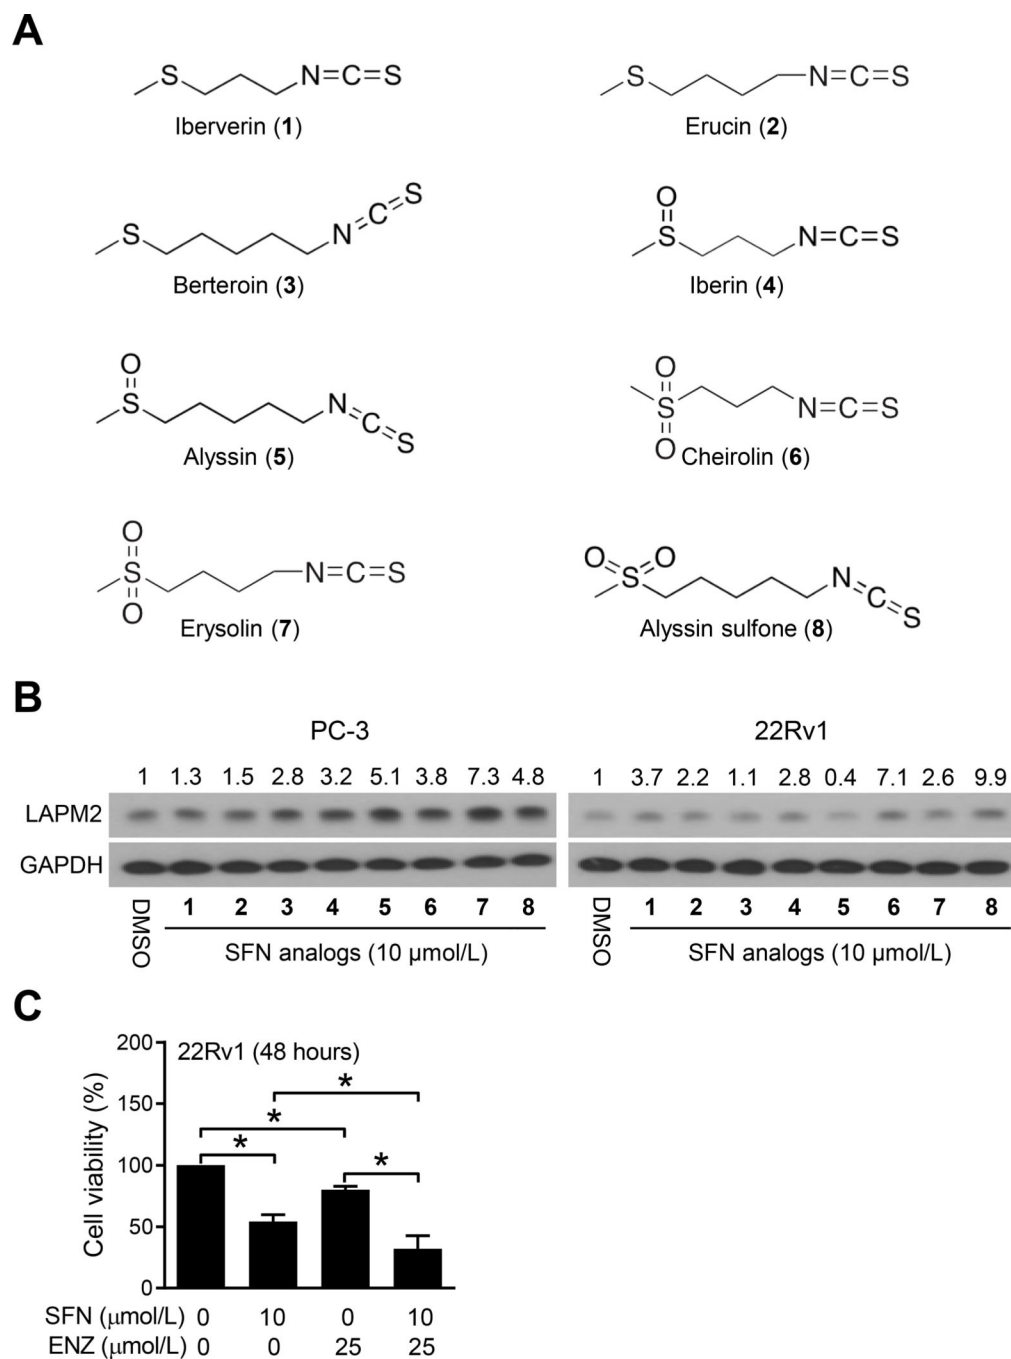 A
S N=C=S
Iberverin (1)
S N=C=S
Erucin (2)
S N=C=S
Berteroin (3)
O
S N=C=S
Iberin (4)
O
S N=C=S
Alyssin (5)
O
S N=C=S
O
Cheirolin (6)
O
S N=C=S
O
Erysolin (7)
O O
S N=C=S
Alyssin sulfone (8)
B
PC-3
1 1.3 1.5 2.8 3.2 5.1 3.8 7.3 4.8
LAPM2
GAPDH
DMSO 1 2 3 4 5 6 7 8
SFN analogs (10 µmol/L)
22Rv1
1 3.7 2.2 1.1 2.8 0.4 7.1 2.6 9.9
DMSO 1 2 3 4 5 6 7 8
SFN analogs (10 µmol/L)
C
22Rv1 (48 hours)
Cell viability (%)
200
150
100
50
0
*
*
*
*
SFN (µmol/L) 0 10 0 10
ENZ (µmol/L) 0 0 25 25